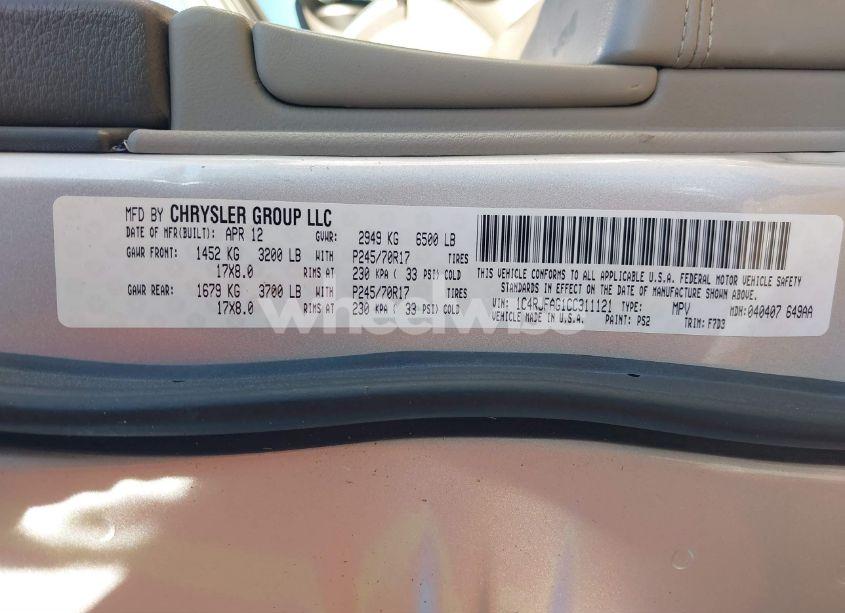 MFD BY CHRYSLER GROUP LLC
DATE OF MFR(BUILT): APR 12 GVWR: 2949 KG 6500 LB
GAWR FRONT: 1452 KG 3200 LB WITH P245/70R17 TIRES
17X8.0 RIMS AT 230 KPA ( 33 PSI) COLD
GAWR REAR: 1679 KG 3700 LB WITH P245/70R17 TIRES
17X8.0 RIMS AT 230 KPA ( 33 PSI) COLD
THIS VEHICLE CONFORMS TO ALL APPLICABLE U.S.A. FEDERAL MOTOR VEHICLE SAFETY
STANDARDS IN EFFECT ON THE DATE OF MANUFACTURE SHOWN ABOVE.
VIN: 1C4RJFAG1CC311121 TYPE: MPV MDH: 040407 649AA
VEHICLE MADE IN U.S.A. PAINT: PS2 TRIM: F7D3
wheelwise